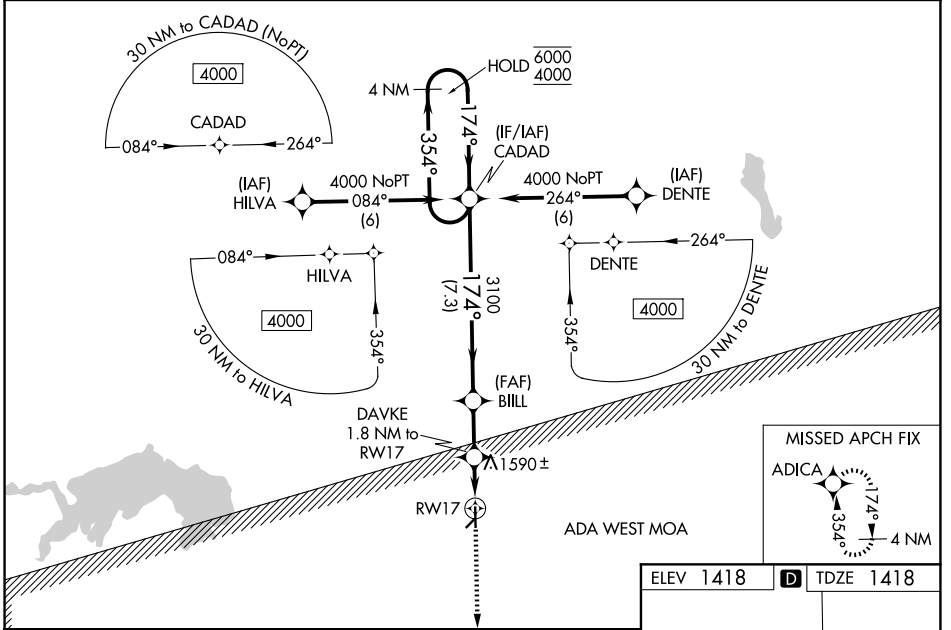 30 NM to CADAD (NoPT)
4000
CADAD
084°
264°
HOLD 6000
4000
4 NM
354°
174°
(IF/IAF)
CADAD
(IAF)
HILVA
4000 NoPT
084°
(6)
4000 NoPT
264°
(6)
(IAF)
DENTE
084°
HILVA
4000
354°
30 NM to HILVA
3100
174°
(7.3)
264°
DENTE
4000
354°
30 NM to DENTE
(FAF)
BIILL
DAVKE
1.8 NM to
RW17
1590±
RW17
ADA WEST MOA
MISSED APCH FIX
ADICA
174°
354°
4 NM
ELEV 1418 D TDZE 1418